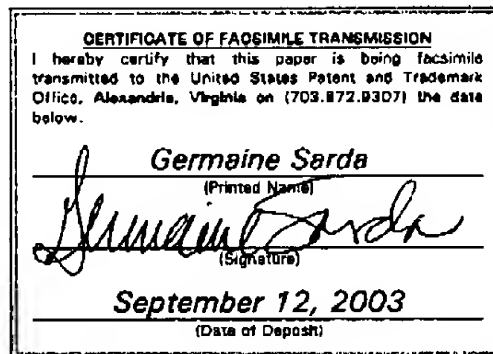 CERTIFICATE OF FACSIMILE TRANSMISSION
I hereby certify that this paper is being facsimile
transmitted to the United States Patent and Trademark
Office, Alexandria, Virginia on (703.872.9307) the date
below.
Germaine Sarda
(Printed Name)
Germaine Sarda
(Signature)
September 12, 2003
(Date of Deposit)